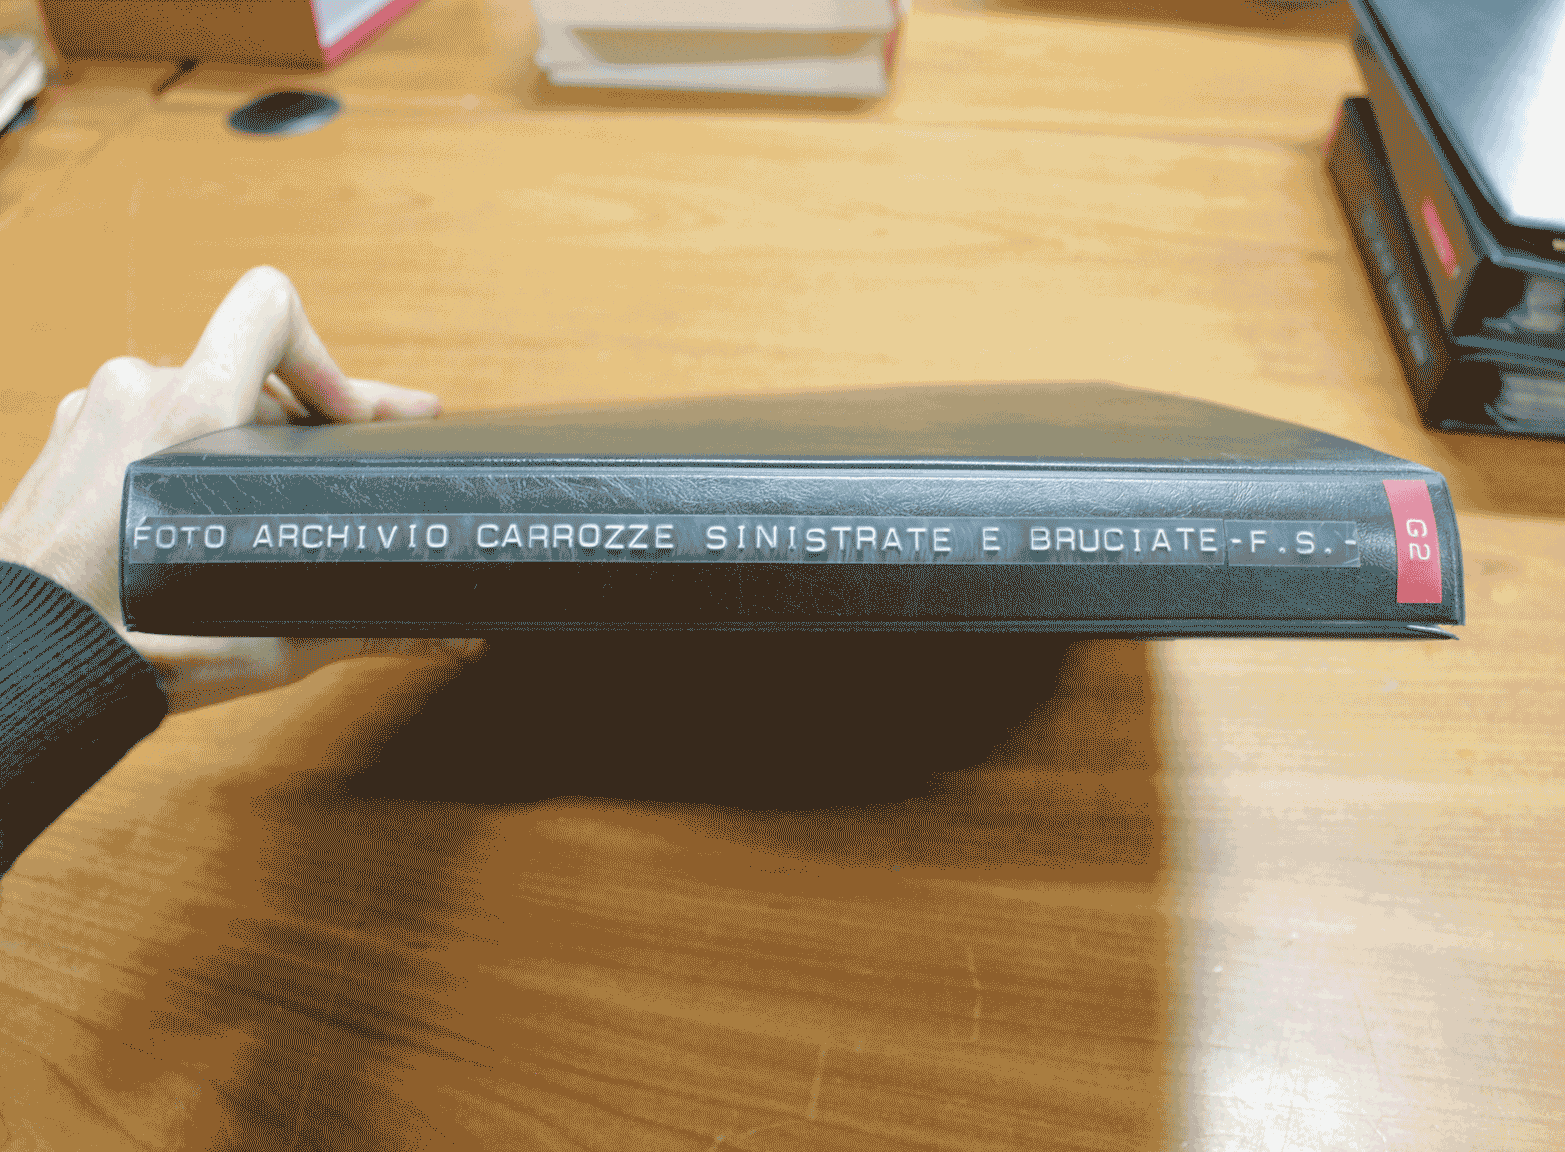 FOTO ARCHIVIO CARROZZE SINISTRATE E BRUCIATE -F.S.-
G2